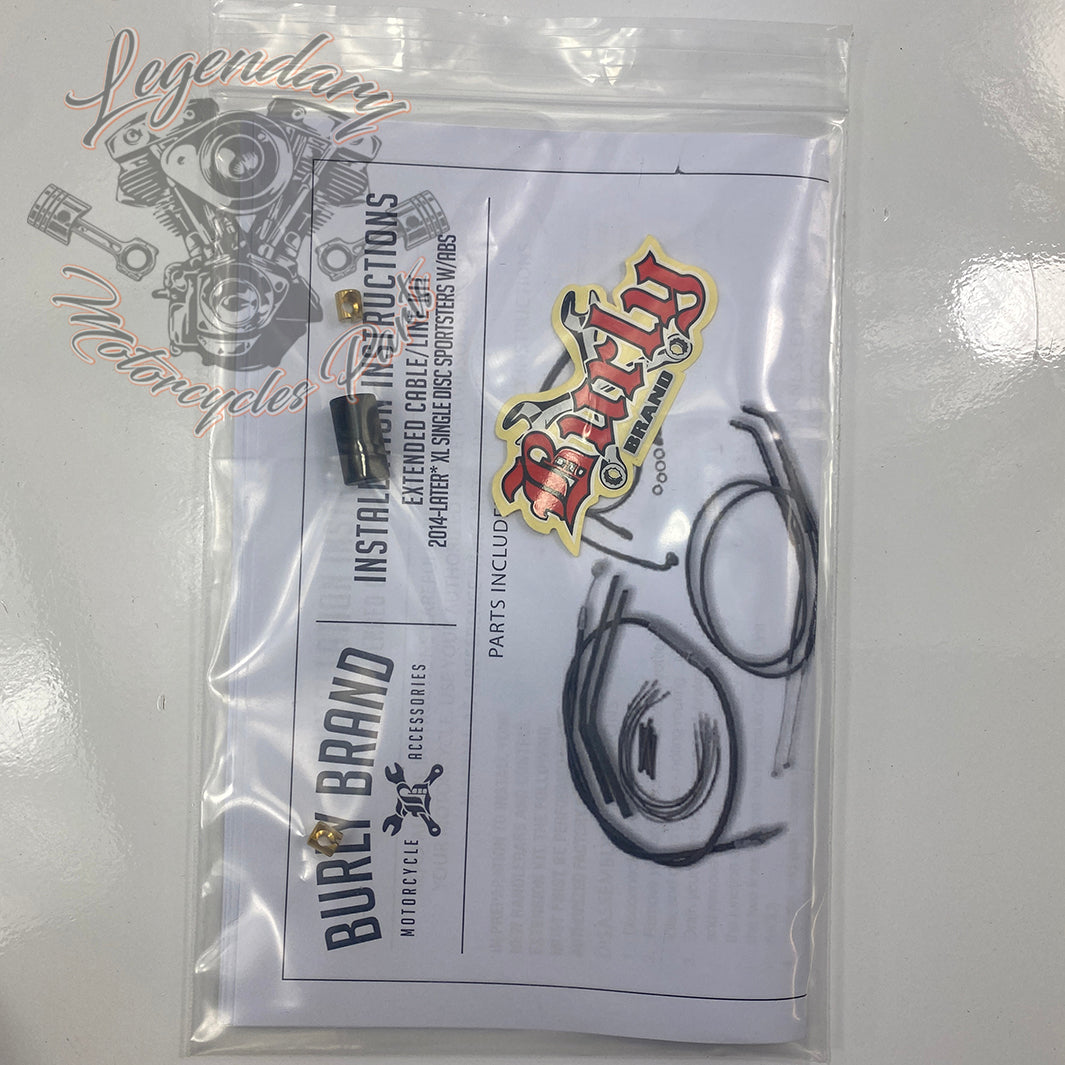 Legendary
Motorcycles Parts
BURLY BRAND
MOTORCYCLE
ACCESSORIES
INSTALLATION INSTRUCTIONS
EXTENDED CABLE/LINE KIT
2014-LATER* XL SINGLE DISC SPORTSTERS W/ABS
PARTS INCLUDE
Burly
BRAND